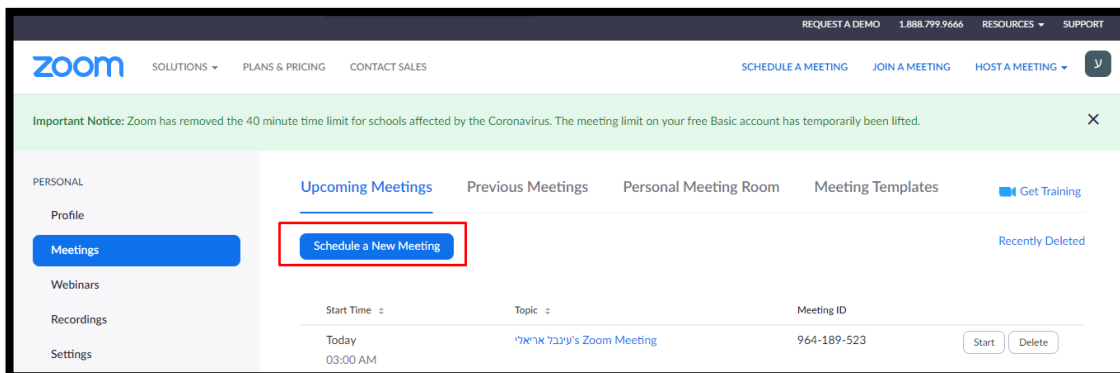 REQUEST A DEMO 1.888.799.9666 RESOURCES SUPPORT
zoom SOLUTIONS PLANS & PRICING CONTACT SALES SCHEDULE A MEETING JOIN A MEETING HOST A MEETING ע
Important Notice: Zoom has removed the 40 minute time limit for schools affected by the Coronavirus. The meeting limit on your free Basic account has temporarily been lifted. ×
PERSONAL
Profile
Meetings
Webinars
Recordings
Settings
Upcoming Meetings Previous Meetings Personal Meeting Room Meeting Templates Get Training
Schedule a New Meeting Recently Deleted
Start Time Topic Meeting ID
Today עינבל אריאלי's Zoom Meeting 964-189-523 Start Delete
03:00 AM